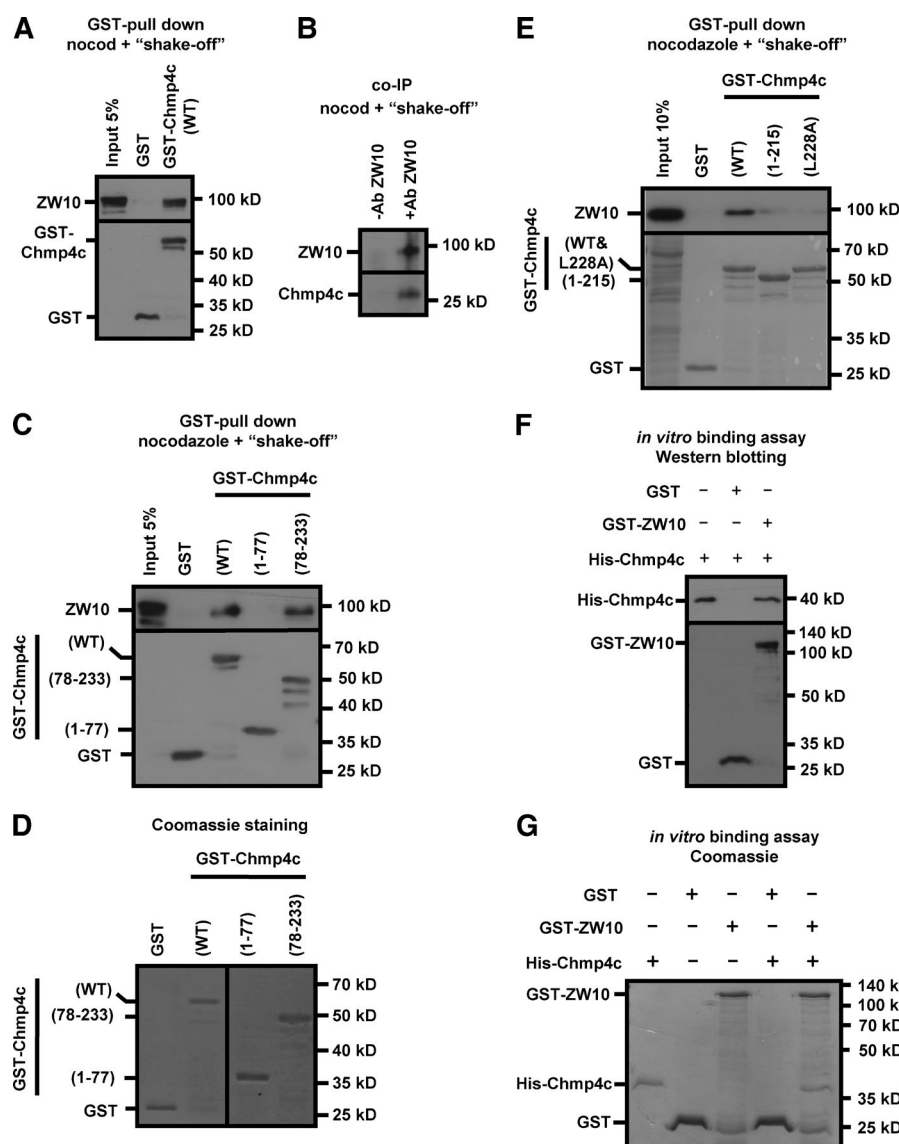 A
GST-pull down
nocod + “shake-off”
Input 5%
GST
GST-Chmp4c
(WT)
ZW10
100 kD
GST-
Chmp4c
50 kD
40 kD
35 kD
GST
25 kD
B
co-IP
nocod + “shake-off”
-Ab ZW10
+Ab ZW10
ZW10
100 kD
Chmp4c
25 kD
C
GST-pull down
nocodazole + “shake-off”
GST-Chmp4c
Input 5%
GST
(WT)
(1-77)
(78-233)
ZW10
100 kD
GST-Chmp4c
(WT)
70 kD
(78-233)
50 kD
40 kD
(1-77)
35 kD
GST
25 kD
D
Coomassie staining
GST-Chmp4c
GST
(WT)
(1-77)
(78-233)
GST-Chmp4c
(WT)
70 kD
(78-233)
50 kD
40 kD
(1-77)
35 kD
GST
25 kD
E
GST-pull down
nocodazole + “shake-off”
GST-Chmp4c
Input 10%
GST
(WT)
(1-215)
(L228A)
ZW10
100 kD
GST-Chmp4c
(WT&
L228A)
(1-215)
70 kD
50 kD
35 kD
GST
25 kD
F
in vitro binding assay
Western blotting
GST – + –
GST-ZW10 – – +
His-Chmp4c + + +
His-Chmp4c
40 kD
GST-ZW10
140 kD
100 kD
50 kD
35 kD
GST
25 kD
G
in vitro binding assay
Coomassie
GST – + – + –
GST-ZW10 – – + – +
His-Chmp4c + – – + +
GST-ZW10
140 k
100 k
70 kD
50 kD
His-Chmp4c
35 kD
GST
25 kD